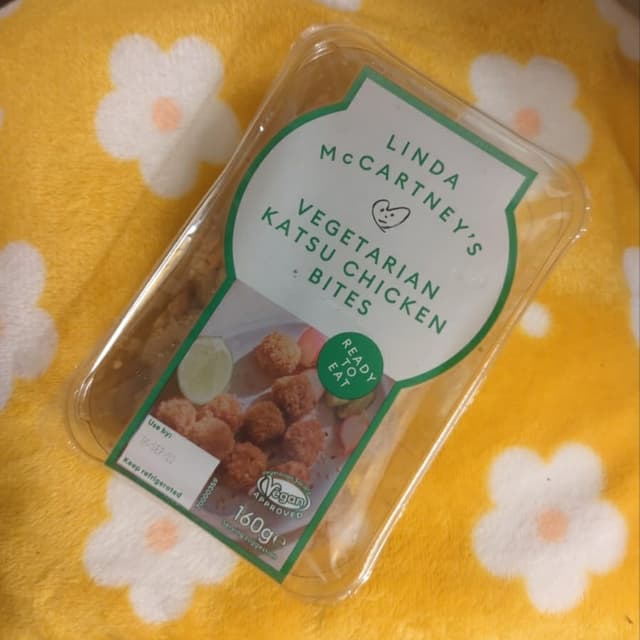 LINDA
McCARTNEY'S
VEGETARIAN
KATSU CHICKEN
BITES
READY
TO
EAT
Use by:
Keep refrigerated
Vegan
APPROVED
160g℮